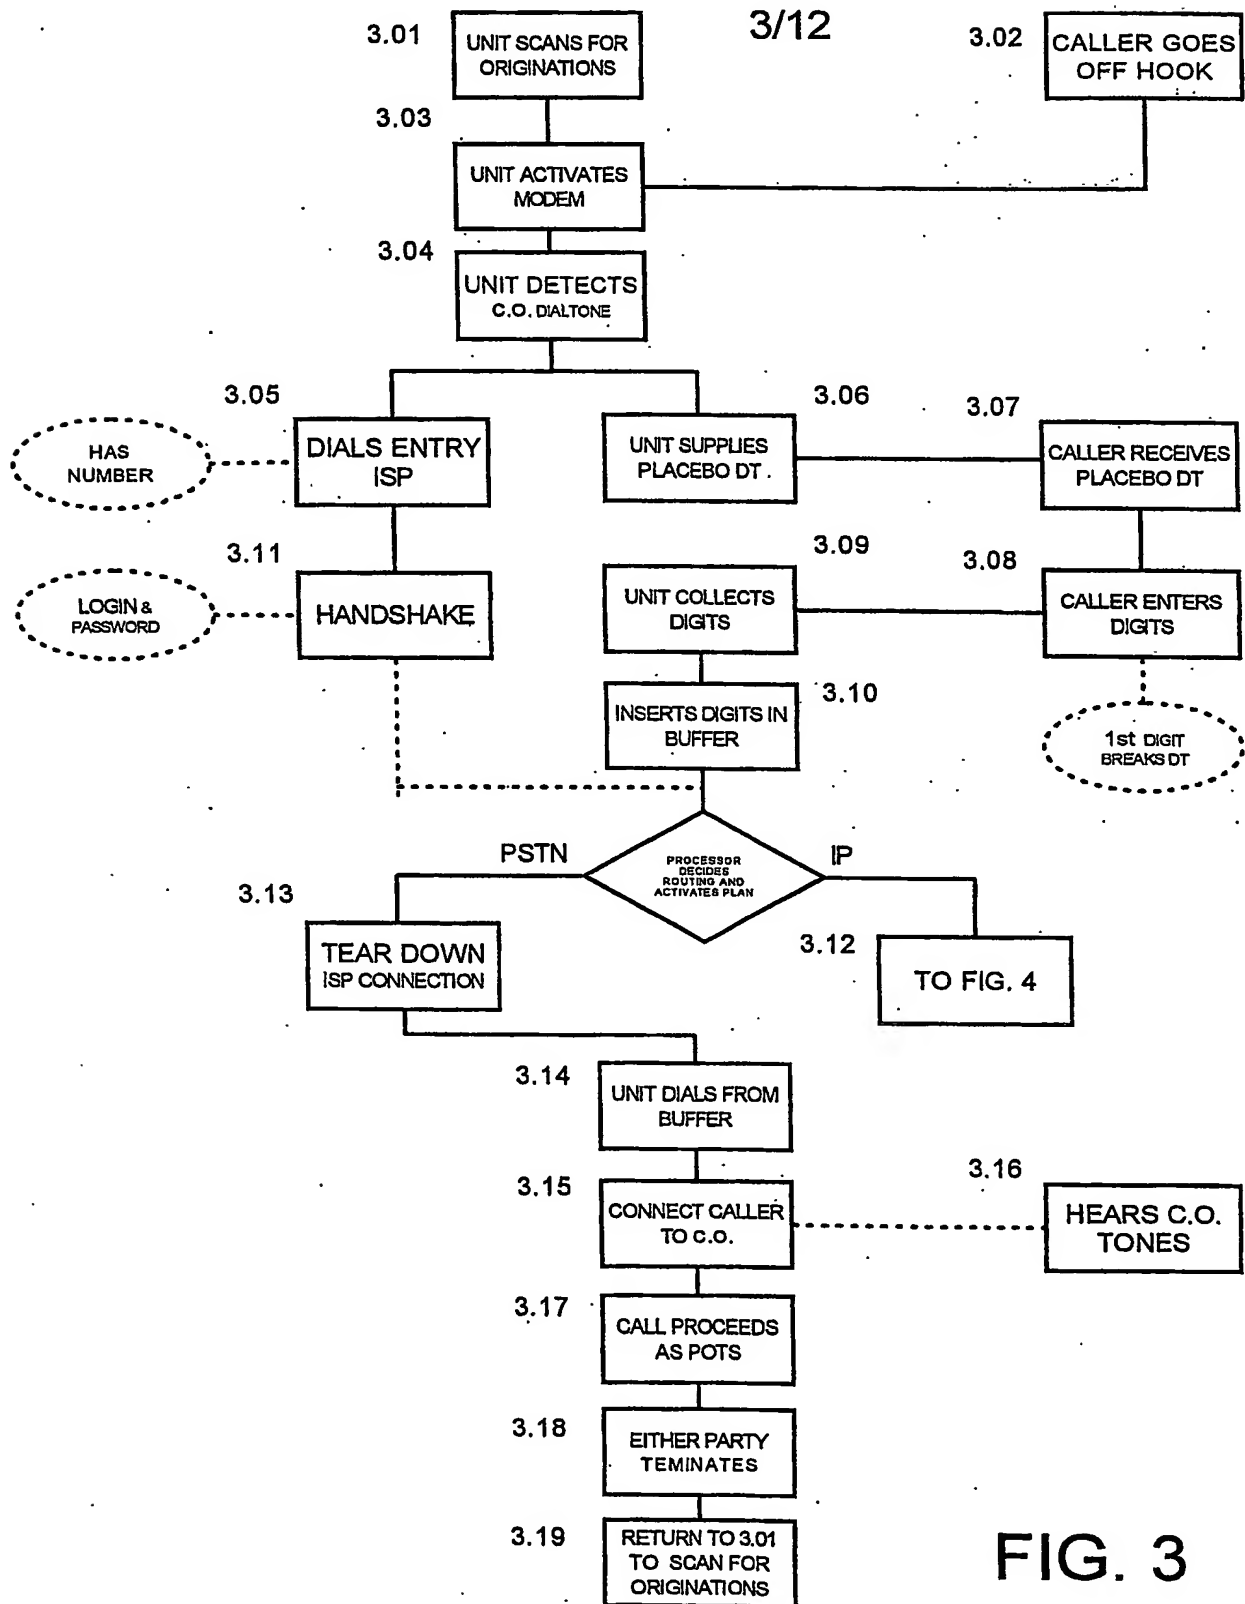 3/12
3.01
UNIT SCANS FOR
ORIGINATIONS
3.02
CALLER GOES
OFF HOOK
3.03
UNIT ACTIVATES
MODEM
3.04
UNIT DETECTS
C.O. DIALTONE
3.05
HAS
NUMBER
DIALS ENTRY
ISP
3.06
UNIT SUPPLIES
PLACEBO DT.
3.07
CALLER RECEIVES
PLACEBO DT
3.11
LOGIN &
PASSWORD
HANDSHAKE
3.09
UNIT COLLECTS
DIGITS
3.08
CALLER ENTERS
DIGITS
3.10
INSERTS DIGITS IN
BUFFER
1st DIGIT
BREAKS DT
PSTN
PROCESSOR
DECIDES
ROUTING AND
ACTIVATES PLAN
IP
3.13
TEAR DOWN
ISP CONNECTION
3.12
TO FIG. 4
3.14
UNIT DIALS FROM
BUFFER
3.15
CONNECT CALLER
TO C.O.
3.16
HEARS C.O.
TONES
3.17
CALL PROCEEDS
AS POTS
3.18
EITHER PARTY
TEMINATES
3.19
RETURN TO 3.01
TO SCAN FOR
ORIGINATIONS
FIG. 3